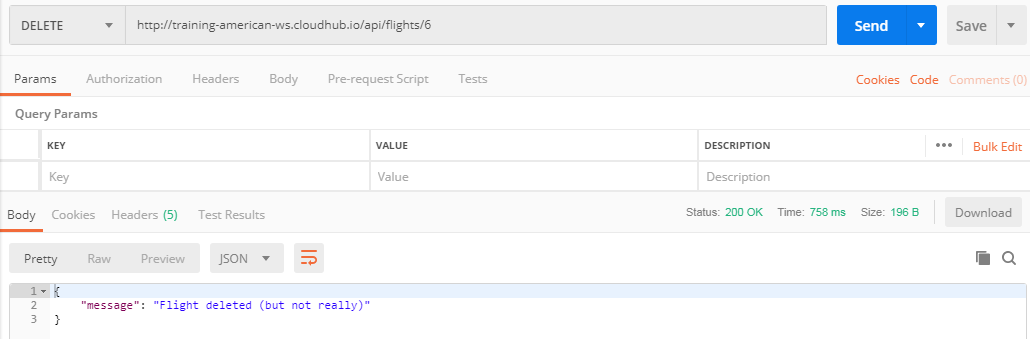 DELETE http://training-american-ws.cloudhub.io/api/flights/6 Send Save
Params Authorization Headers Body Pre-request Script Tests Cookies Code Comments (0)
Query Params
KEY VALUE DESCRIPTION ••• Bulk Edit
Key Value Description
Body Cookies Headers (5) Test Results Status: 200 OK Time: 758 ms Size: 196 B Download
Pretty Raw Preview JSON
1 {
2 "message": "Flight deleted (but not really)"
3 }